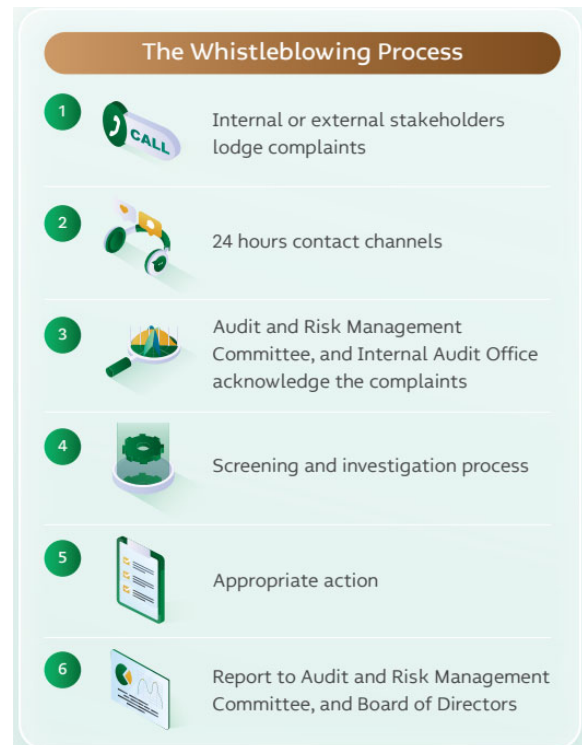 The Whistleblowing Process
1
CALL
Internal or external stakeholders
lodge complaints
2
24 hours contact channels
3
Audit and Risk Management
Committee, and Internal Audit Office
acknowledge the complaints
4
Screening and investigation process
5
Appropriate action
6
Report to Audit and Risk Management
Committee, and Board of Directors